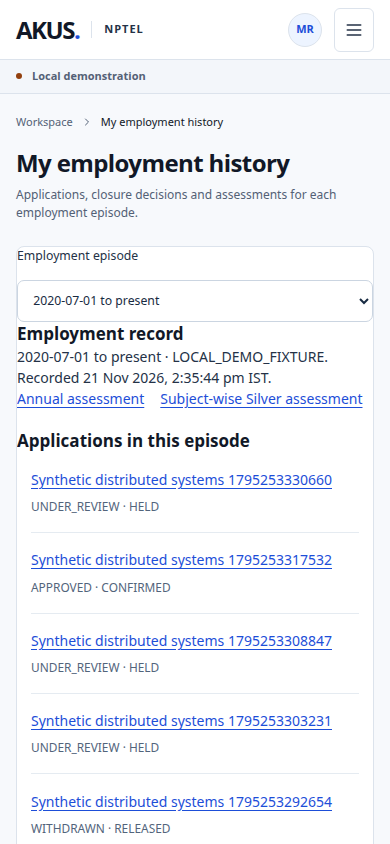 AKUS. NPTEL MR
Local demonstration
Workspace > My employment history
My employment history
Applications, closure decisions and assessments for each
employment episode.
Employment episode
2020-07-01 to present
Employment record
2020-07-01 to present · LOCAL_DEMO_FIXTURE.
Recorded 21 Nov 2026, 2:35:44 pm IST.
Annual assessment Subject-wise Silver assessment
Applications in this episode
Synthetic distributed systems 1795253330660
UNDER_REVIEW · HELD
Synthetic distributed systems 1795253317532
APPROVED · CONFIRMED
Synthetic distributed systems 1795253308847
UNDER_REVIEW · HELD
Synthetic distributed systems 1795253303231
UNDER_REVIEW · HELD
Synthetic distributed systems 1795253292654
WITHDRAWN · RELEASED